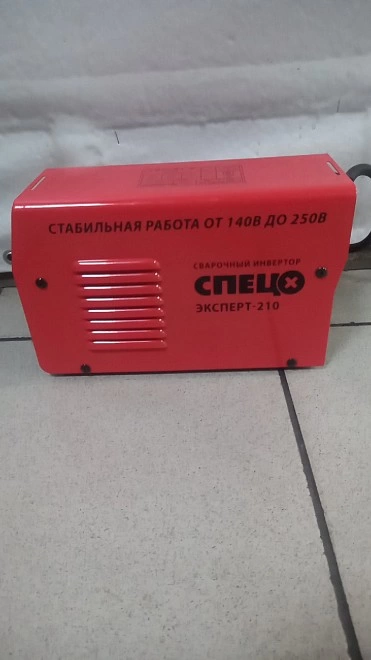 СТАБИЛЬНАЯ РАБОТА ОТ 140В ДО 250В
СВАРОЧНЫЙ ИНВЕРТОР
СПЕЦ
ЭКСПЕРТ-210